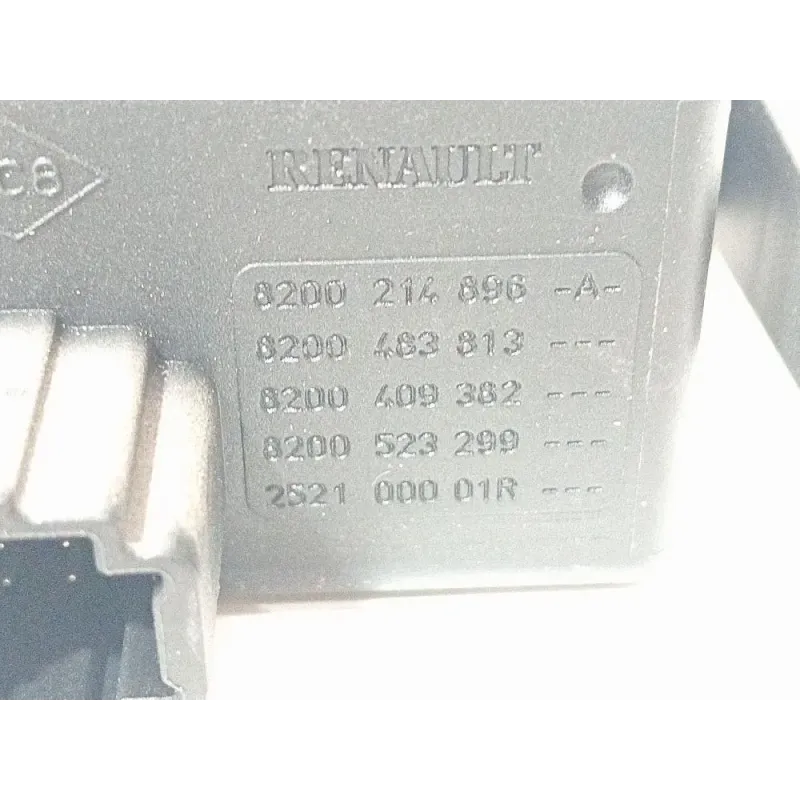 C8
RENAULT
8200 214 896 -A-
8200 483 813 ---
8200 409 382 ---
8200 523 299 ---
2521 000 01R ---